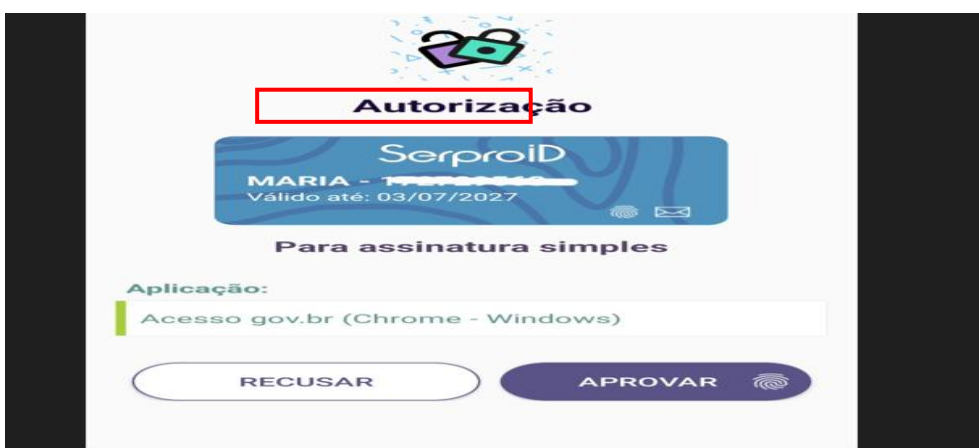 Autorização
SerproiD
MARIA -
Válido até: 03/07/2027
Para assinatura simples
Aplicação:
Acesso gov.br (Chrome - Windows)
RECUSAR
APROVAR